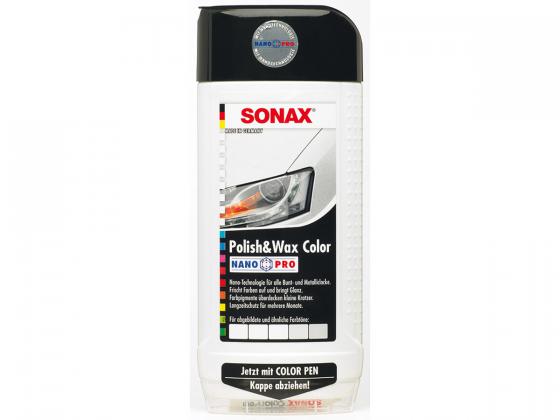 NANO PRO
SONAX®
MADE IN GERMANY
Polish&Wax Color
NANO PRO
Nano-Technologie für alle Bunt- und Metalliclacke.
Frischt Farben auf und bringt Glanz.
Farbpigmente überdecken kleine Kratzer.
Langzeitschutz für mehrere Monate.
Für abgebildete und ähnliche Farbtöne:
Jetzt mit COLOR PEN
Kappe abziehen!